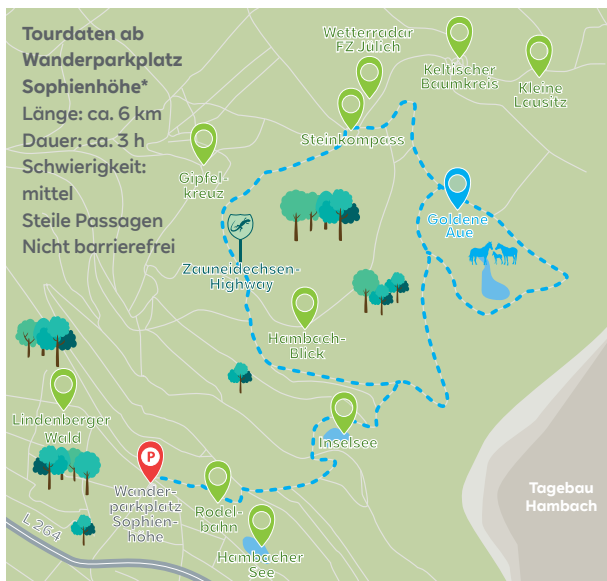 Tourdaten ab
Wanderparkplatz
Sophienhöhe*
Länge: ca. 6 km
Dauer: ca. 3 h
Schwierigkeit:
mittel
Steile Passagen
Nicht barrierefrei
Wetterradar
FZ Jülich
Keltischer
Baumkreis
Kleine
Lausitz
Steinkompass
Gipfel-
kreuz
Goldene
Aue
Zauneidechsen-
Highway
Hambach-
Blick
Lindenberger
Wald
Inselsee
P
Wander-
parkplatz
Sophien-
höhe
Rodel-
bahn
Hambacher
See
Tagebau
Hambach
L 264